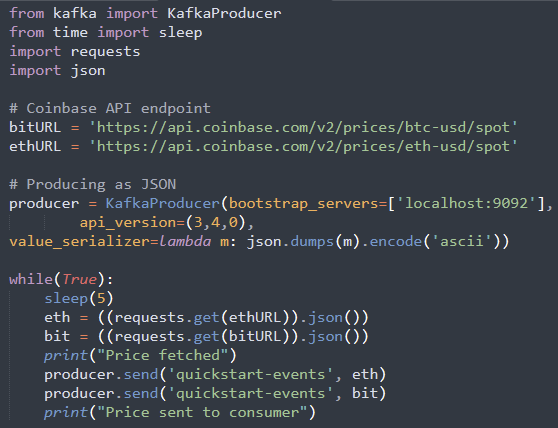 from kafka import KafkaProducer
from time import sleep
import requests
import json

# Coinbase API endpoint
bitURL = 'https://api.coinbase.com/v2/prices/btc-usd/spot'
ethURL = 'https://api.coinbase.com/v2/prices/eth-usd/spot'

# Producing as JSON
producer = KafkaProducer(bootstrap_servers=['localhost:9092'],
        api_version=(3,4,0),
value_serializer=lambda m: json.dumps(m).encode('ascii'))

while(True):
    sleep(5)
    eth = ((requests.get(ethURL)).json())
    bit = ((requests.get(bitURL)).json())
    print("Price fetched")
    producer.send('quickstart-events', eth)
    producer.send('quickstart-events', bit)
    print("Price sent to consumer")